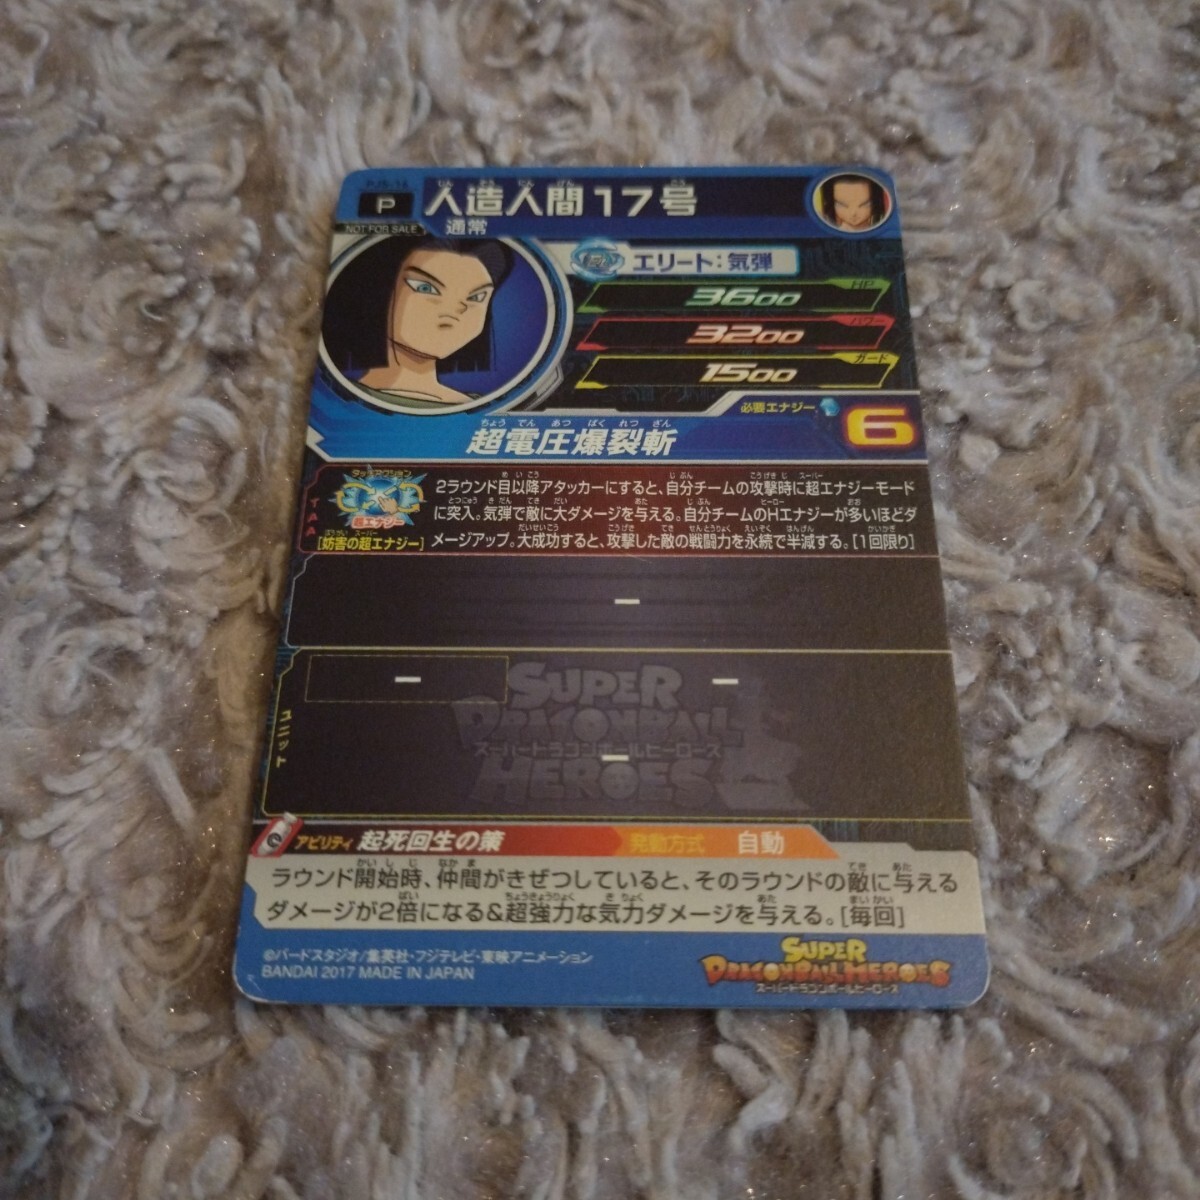 PJS-14
P
NOT FOR SALE
人造人間17号
通常
エリート:気弾
HP
3600
パワー
3200
ガード
1500
必要エナジー
6
超電圧爆裂斬
タッチアクション
超エナジー
[妨害の超エナジー]
2ラウンド目以降アタッカーにすると、自分チームの攻撃時に超エナジーモード
に突入。気弾で敵に大ダメージを与える。自分チームのHエナジーが多いほどダ
メージアップ。大成功すると、攻撃した敵の戦闘力を永続で半減する。[1回限り]
ー
ー
ー
ー
ユニット
SUPER
DRAGONBALL
スーパードラゴンボールヒーローズ
HEROES
アビリティ 起死回生の策
発動方式 自動
ラウンド開始時、仲間がきぜつしていると、そのラウンドの敵に与える
ダメージが2倍になる&超強力な気力ダメージを与える。[毎回]
©バードスタジオ/集英社・フジテレビ・東映アニメーション
BANDAI 2017 MADE IN JAPAN
SUPER
DRAGONBALL HEROES
スーパードラゴンボールヒーローズ